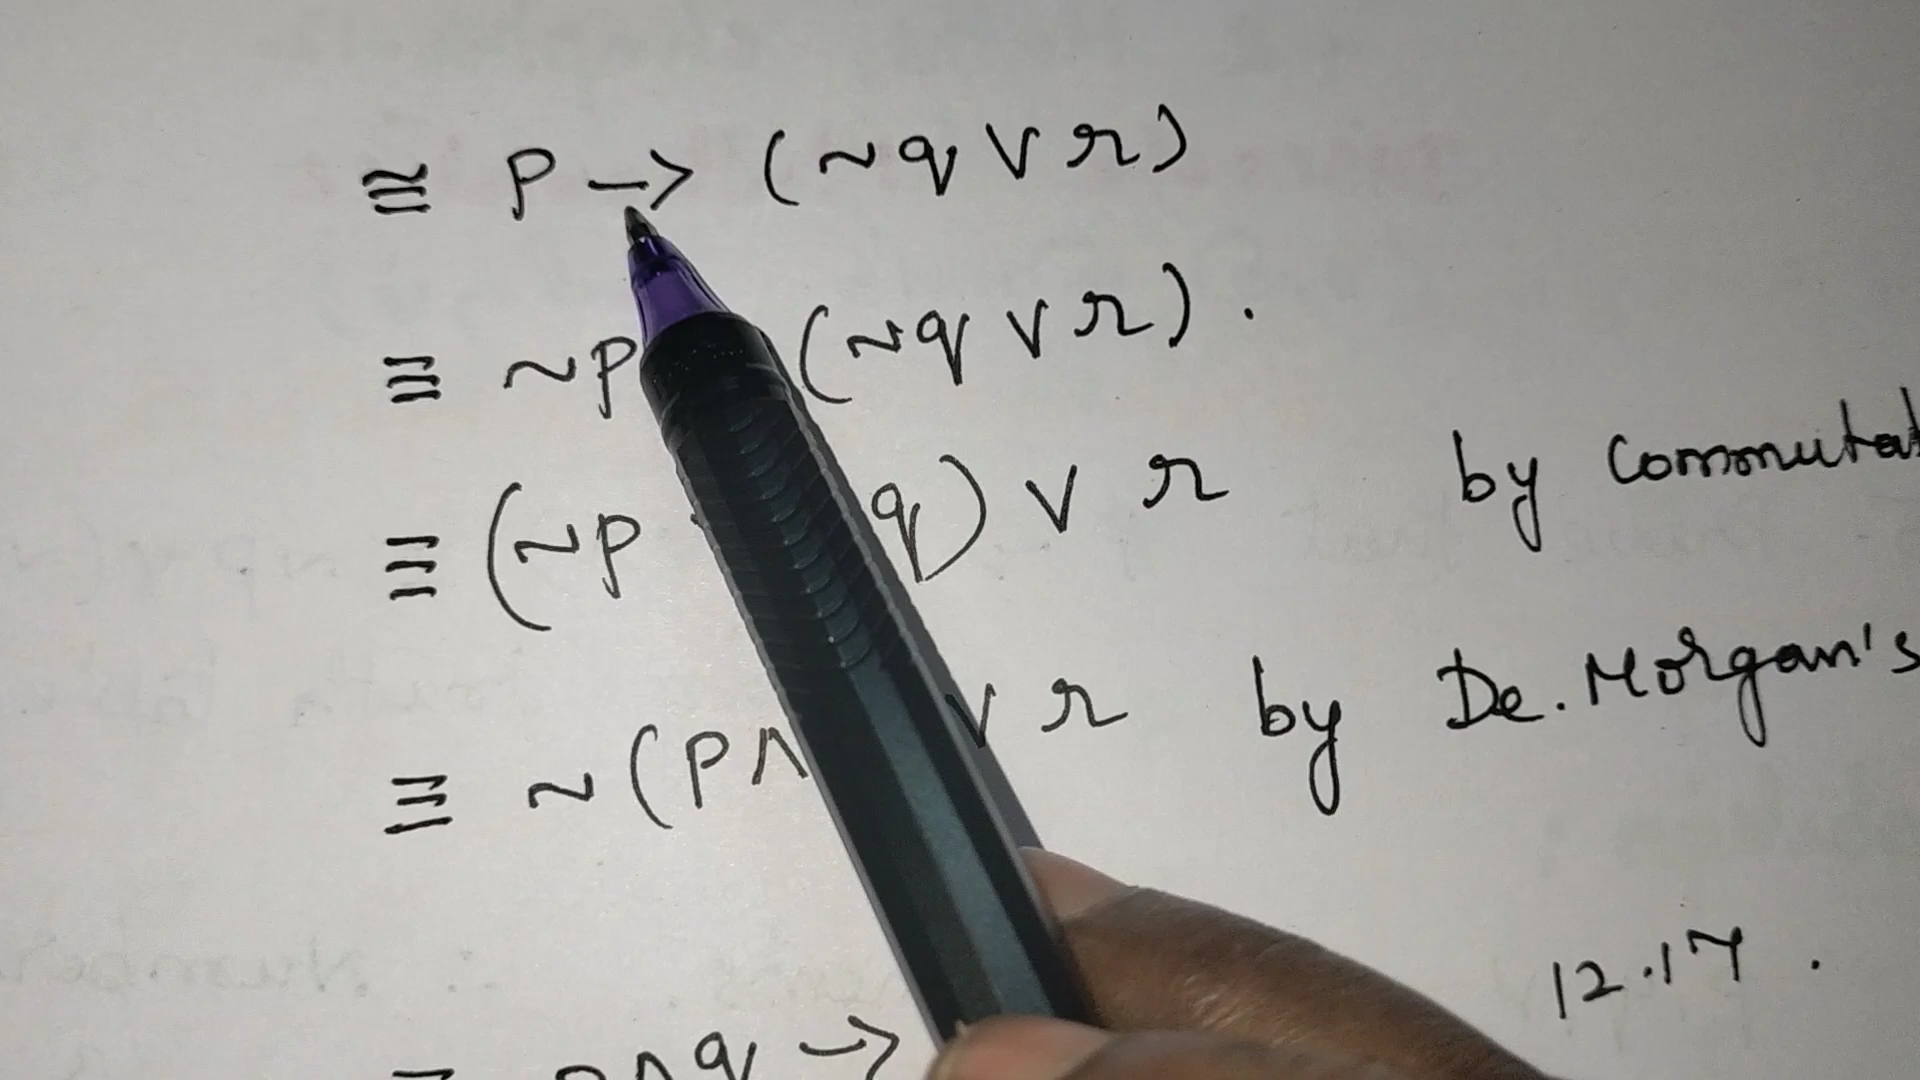 ≅ P → (~q ∨ r)
≡ ~P (~q ∨ r).
≡ (~P q) ∨ r by Commutat
≡ ~(P∧ ∨ r by De.Morgan's
12.17.
≡ P∧q →